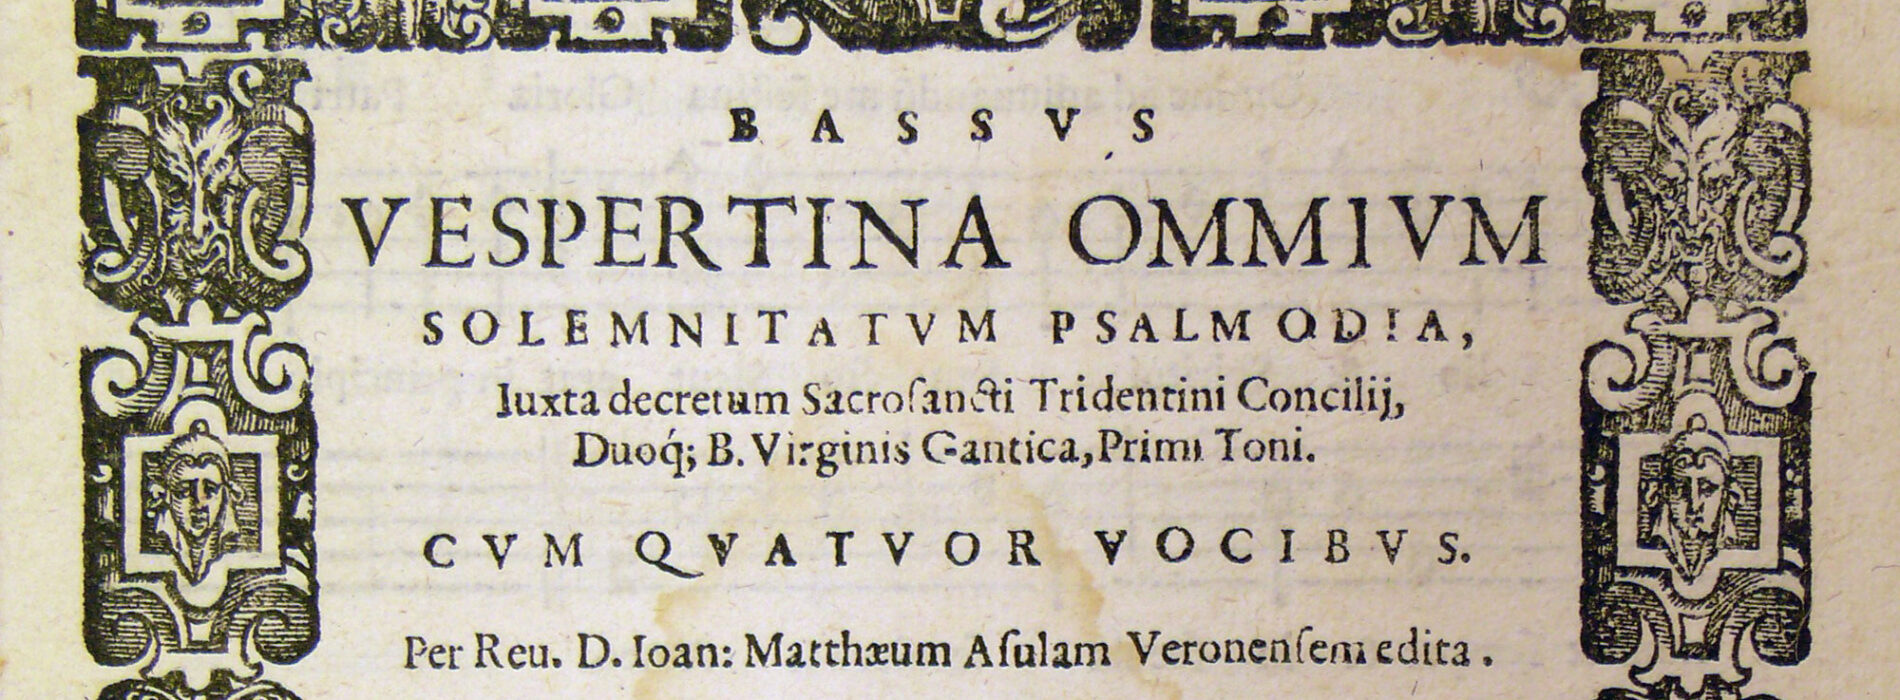 BASSVS
VESPERTINA OMMIVM
SOLEMNITATVM PSALMODIA,
Iuxta decretum Sacroſancti Tridentini Concilij,
Duoq́; B. Virginis Cantica, Primi Toni.
CVM QVATVOR VOCIBVS.
Per Reu. D. Ioan: Matthæum Aſulam Veronenſem edita.